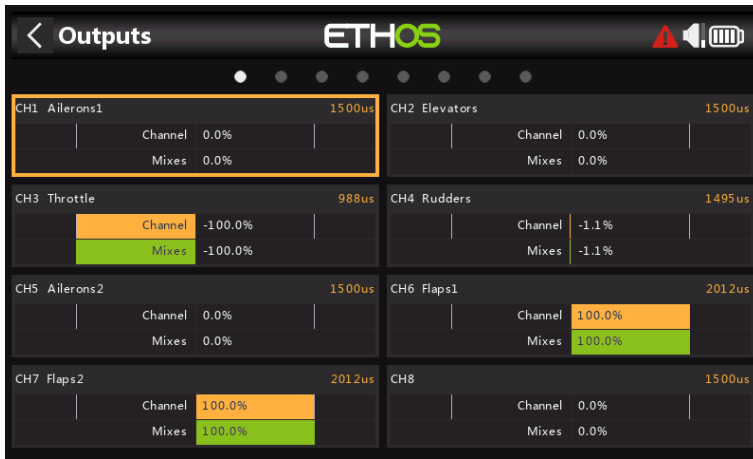 Outputs
ETHOS
CH1 Ailerons1 1500us
Channel 0.0%
Mixes 0.0%
CH2 Elevators 1500us
Channel 0.0%
Mixes 0.0%
CH3 Throttle 988us
Channel -100.0%
Mixes -100.0%
CH4 Rudders 1495us
Channel -1.1%
Mixes -1.1%
CH5 Ailerons2 1500us
Channel 0.0%
Mixes 0.0%
CH6 Flaps1 2012us
Channel 100.0%
Mixes 100.0%
CH7 Flaps2 2012us
Channel 100.0%
Mixes 100.0%
CH8 1500us
Channel 0.0%
Mixes 0.0%